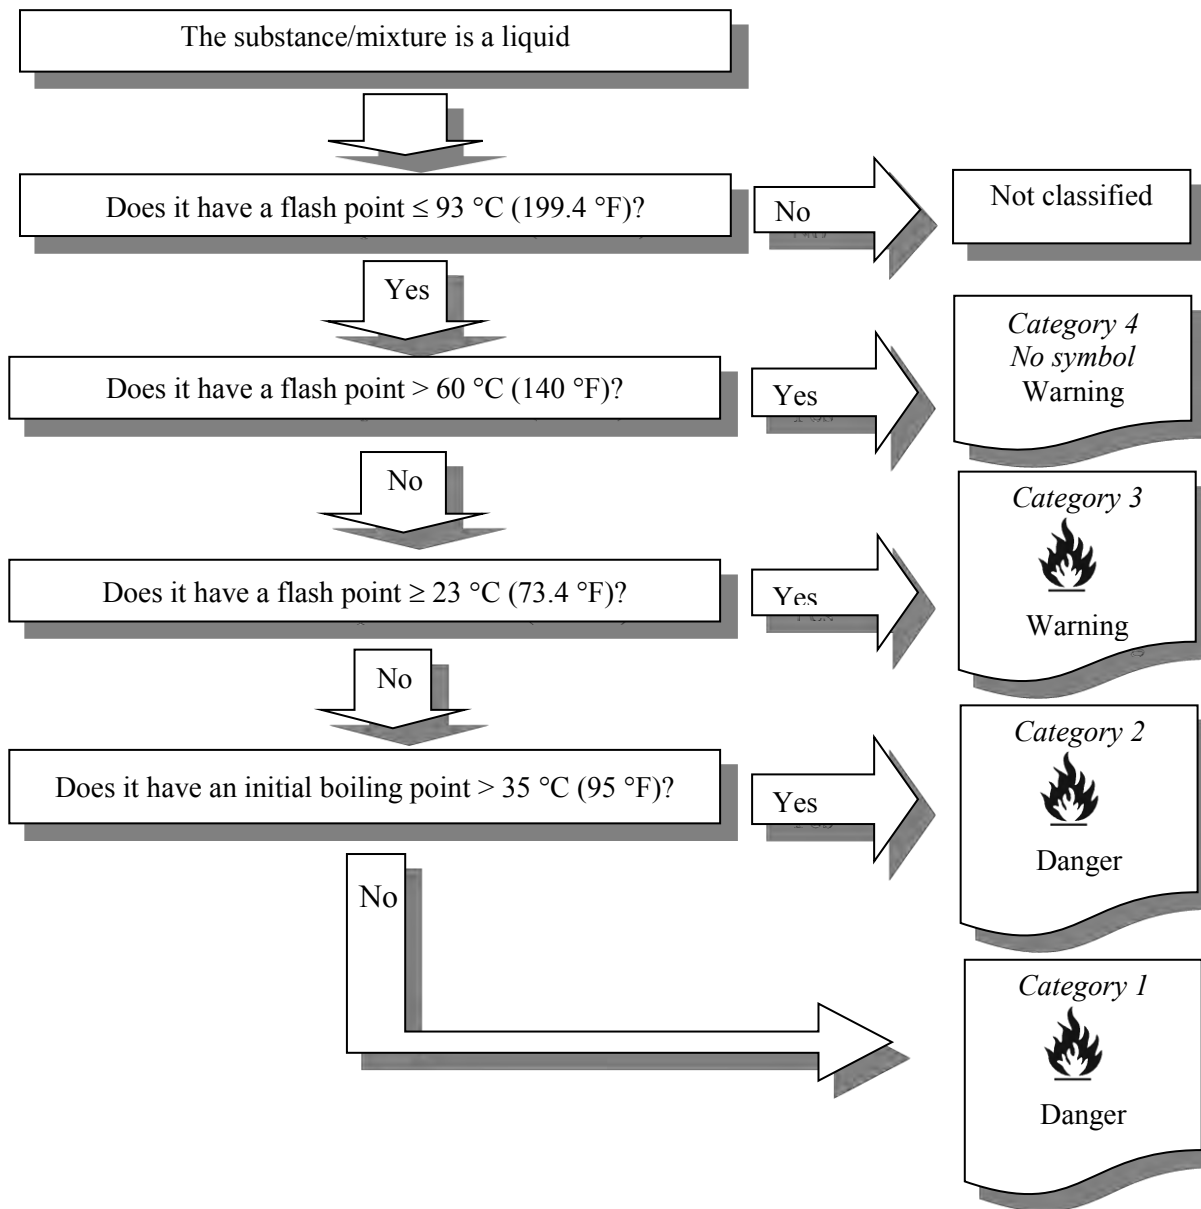 The substance/mixture is a liquid
Does it have a flash point ≤ 93 °C (199.4 °F)?
No
Not classified
Yes
Does it have a flash point > 60 °C (140 °F)?
Yes
Category 4
No symbol
Warning
No
Does it have a flash point ≥ 23 °C (73.4 °F)?
Yes
Category 3
Warning
No
Does it have an initial boiling point > 35 °C (95 °F)?
Yes
Category 2
Danger
No
Category 1
Danger